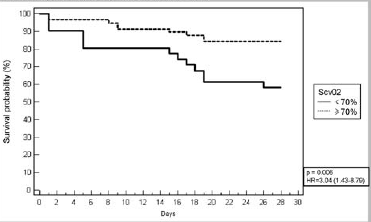 Survival probability (%)
100
90
80
70
60
50
40
30
20
10
0
0 2 4 6 8 10 12 14 16 18 20 22 24 26 28 30
Days
Scv02
< 70%
≥ 70%
p = 0.006
HR=3.04 (1.43-8.79)